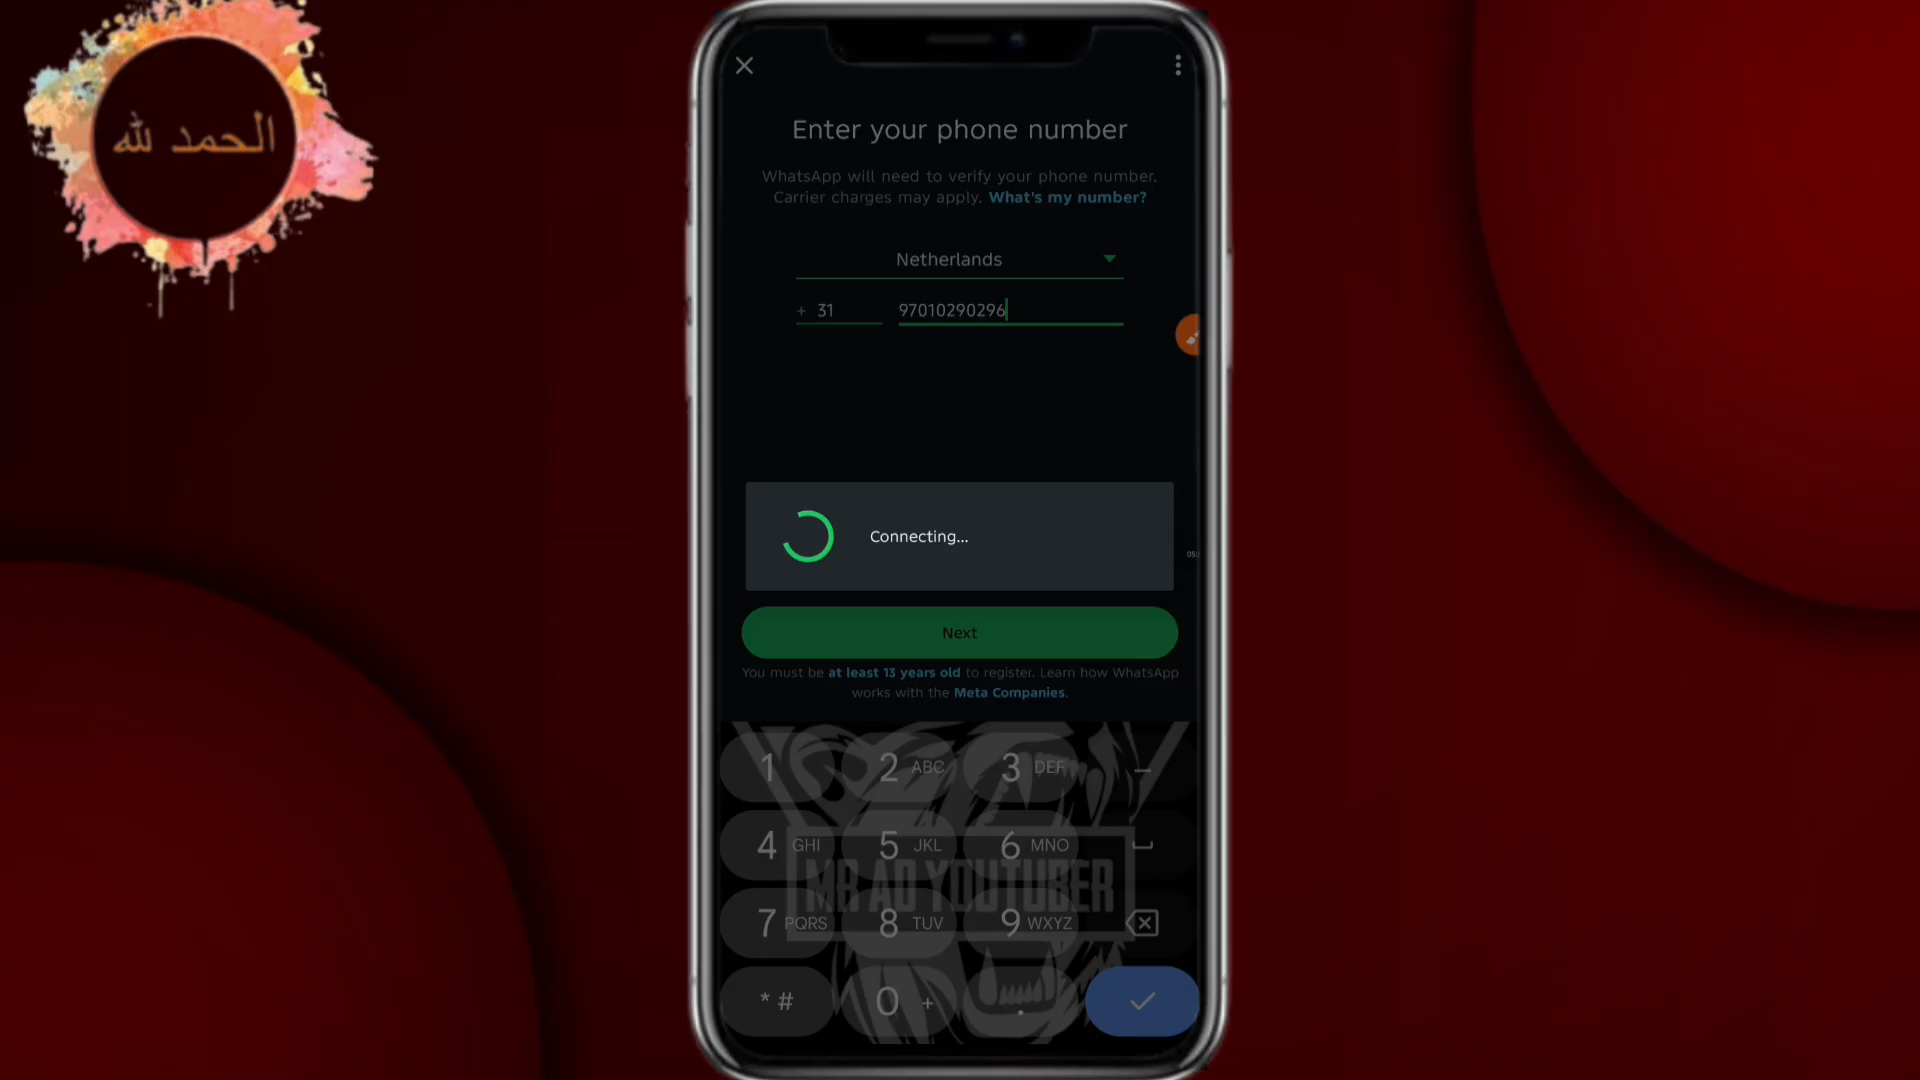 الحمد لله
Enter your phone number
WhatsApp will need to verify your phone number.
Carrier charges may apply. What's my number?
Netherlands
+ 31 97010290296
Connecting...
Next
You must be at least 13 years old to register. Learn how WhatsApp
works with the Meta Companies.
1 2 ABC 3 DEF –
4 GHI 5 JKL 6 MNO
MR AD YOUTUBER
7 PQRS 8 TUV 9 WXYZ
* # 0 + .